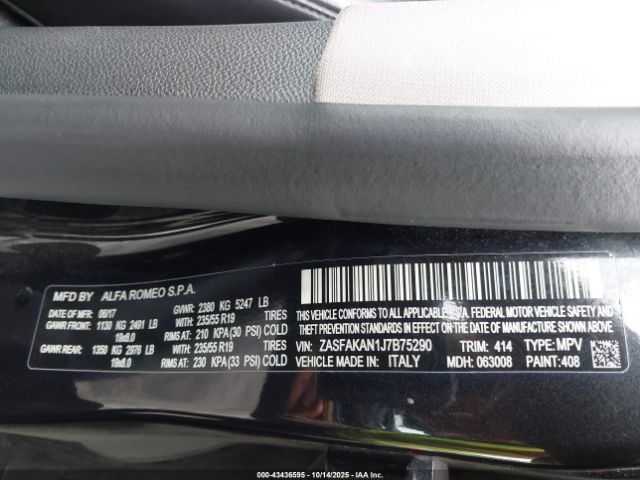 MFD BY ALFA ROMEO S.P.A.
DATE OF MFR: 06/17 GVWR: 2380 KG 5247 LB
GAWR FRONT: 1130 KG 2491 LB WITH: 235/55 R19 TIRES
19x8.0 RIMS AT: 210 KPA(30 PSI) COLD
GAWR REAR: 1350 KG 2976 LB WITH: 235/55 R19 TIRES
19x8.0 RIMS AT: 230 KPA (33 PSI) COLD
THIS VEHICLE CONFORMS TO ALL APPLICABLE U.S.A. FEDERAL MOTOR VEHICLE
SAFETY, BUMPER, AND THEFT PREVENTION STANDARDS IN EFFECT ON THE DATE OF MANUFACTURE SHOWN ABOVE.
VIN: ZASFAKAN1J7B75290 TRIM: 414 TYPE: MPV
VEHICLE MADE IN: ITALY MDH: 063008 PAINT: 408
000-43436595 - 10/14/2025 - IAAI.COM